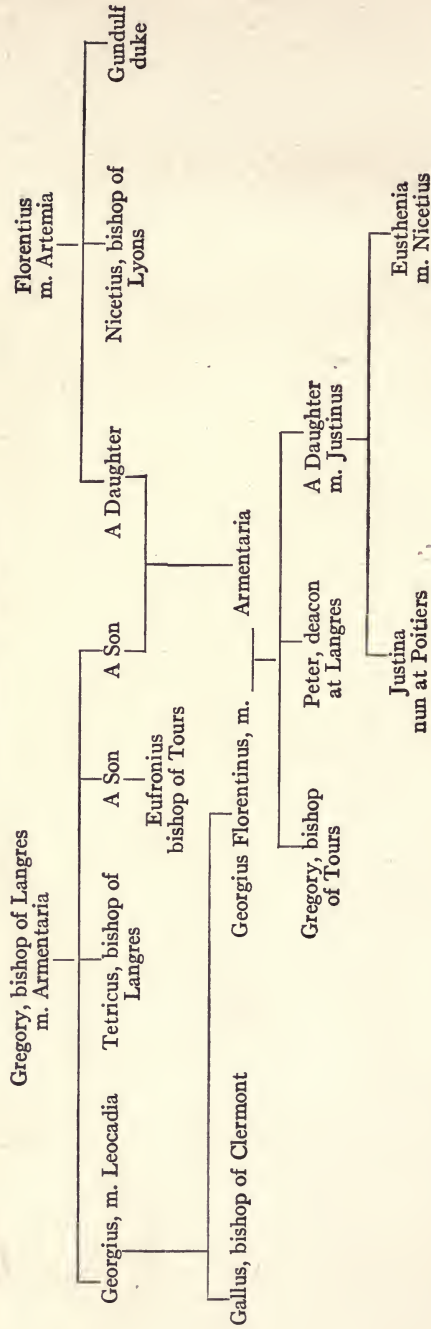 Gregory, bishop of Langres
m. Armentaria
Florentius
m. Artemia
Georgius, m. Leocadia
Tetricus, bishop of
Langres
A Son
Eufronius
bishop of Tours
A Son
A Daughter
Nicetius, bishop of
Lyons
Gundulf
duke
Gallus, bishop of Clermont
Georgius Florentinus, m.
Armentaria
Gregory, bishop
of Tours
Peter, deacon
at Langres
A Daughter
m. Justinus
Justina
nun at Poitiers
Eusthenia
m. Nicetius